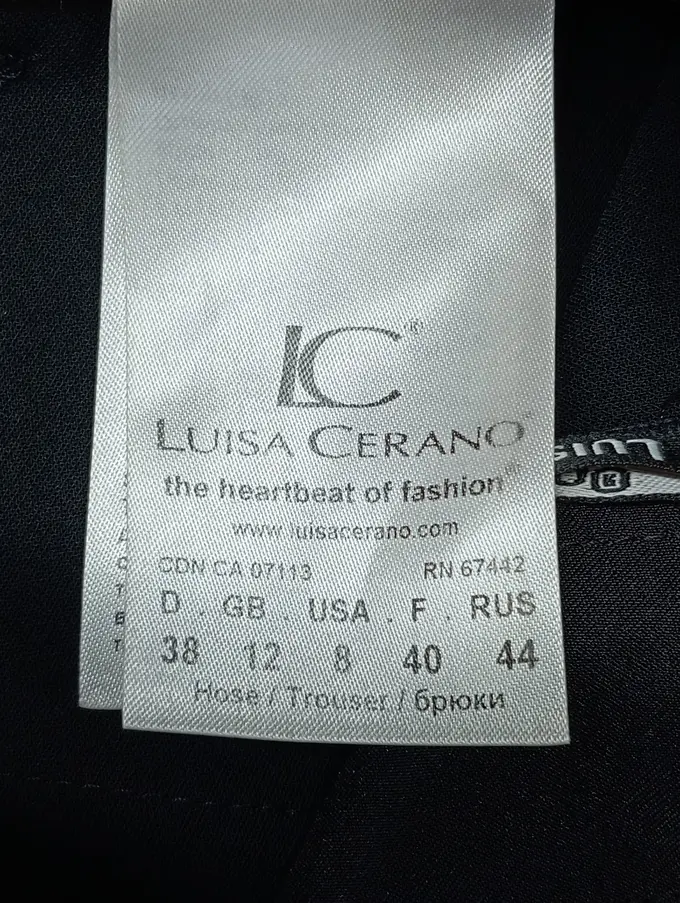 LC®
LUISA CERANO
the heartbeat of fashion®
www.luisacerano.com
CDN CA 07113 RN 67442
D . GB . USA . F . RUS
38 12 8 40 44
Hose / Trouser / брюки